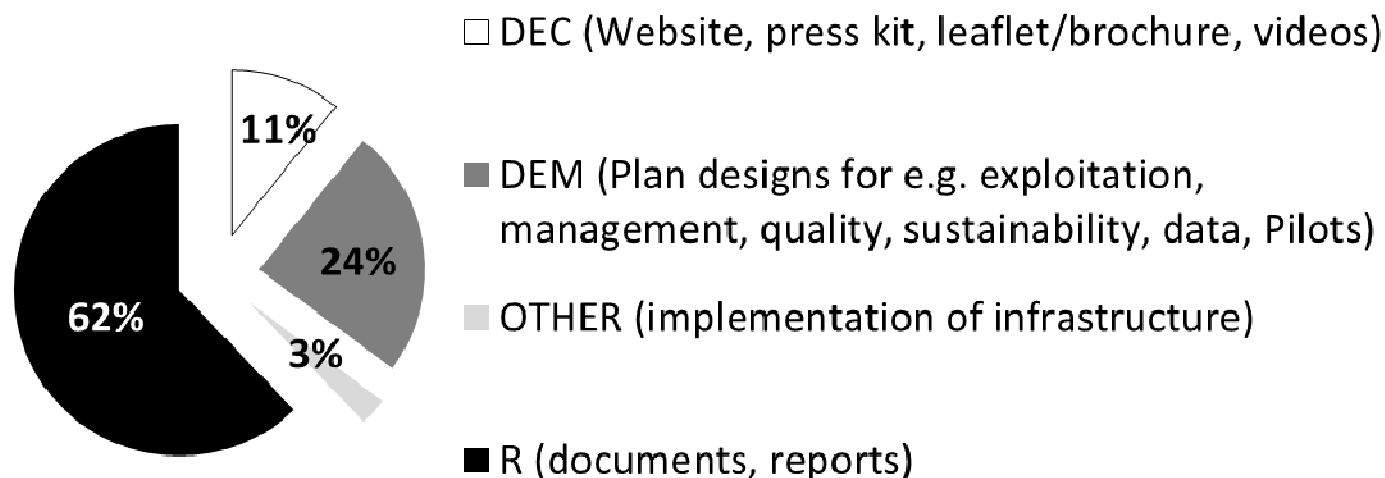 DEC (Website, press kit, leaflet/brochure, videos)
11%
DEM (Plan designs for e.g. exploitation,
management, quality, sustainability, data, Pilots)
24%
62%
OTHER (implementation of infrastructure)
3%
R (documents, reports)